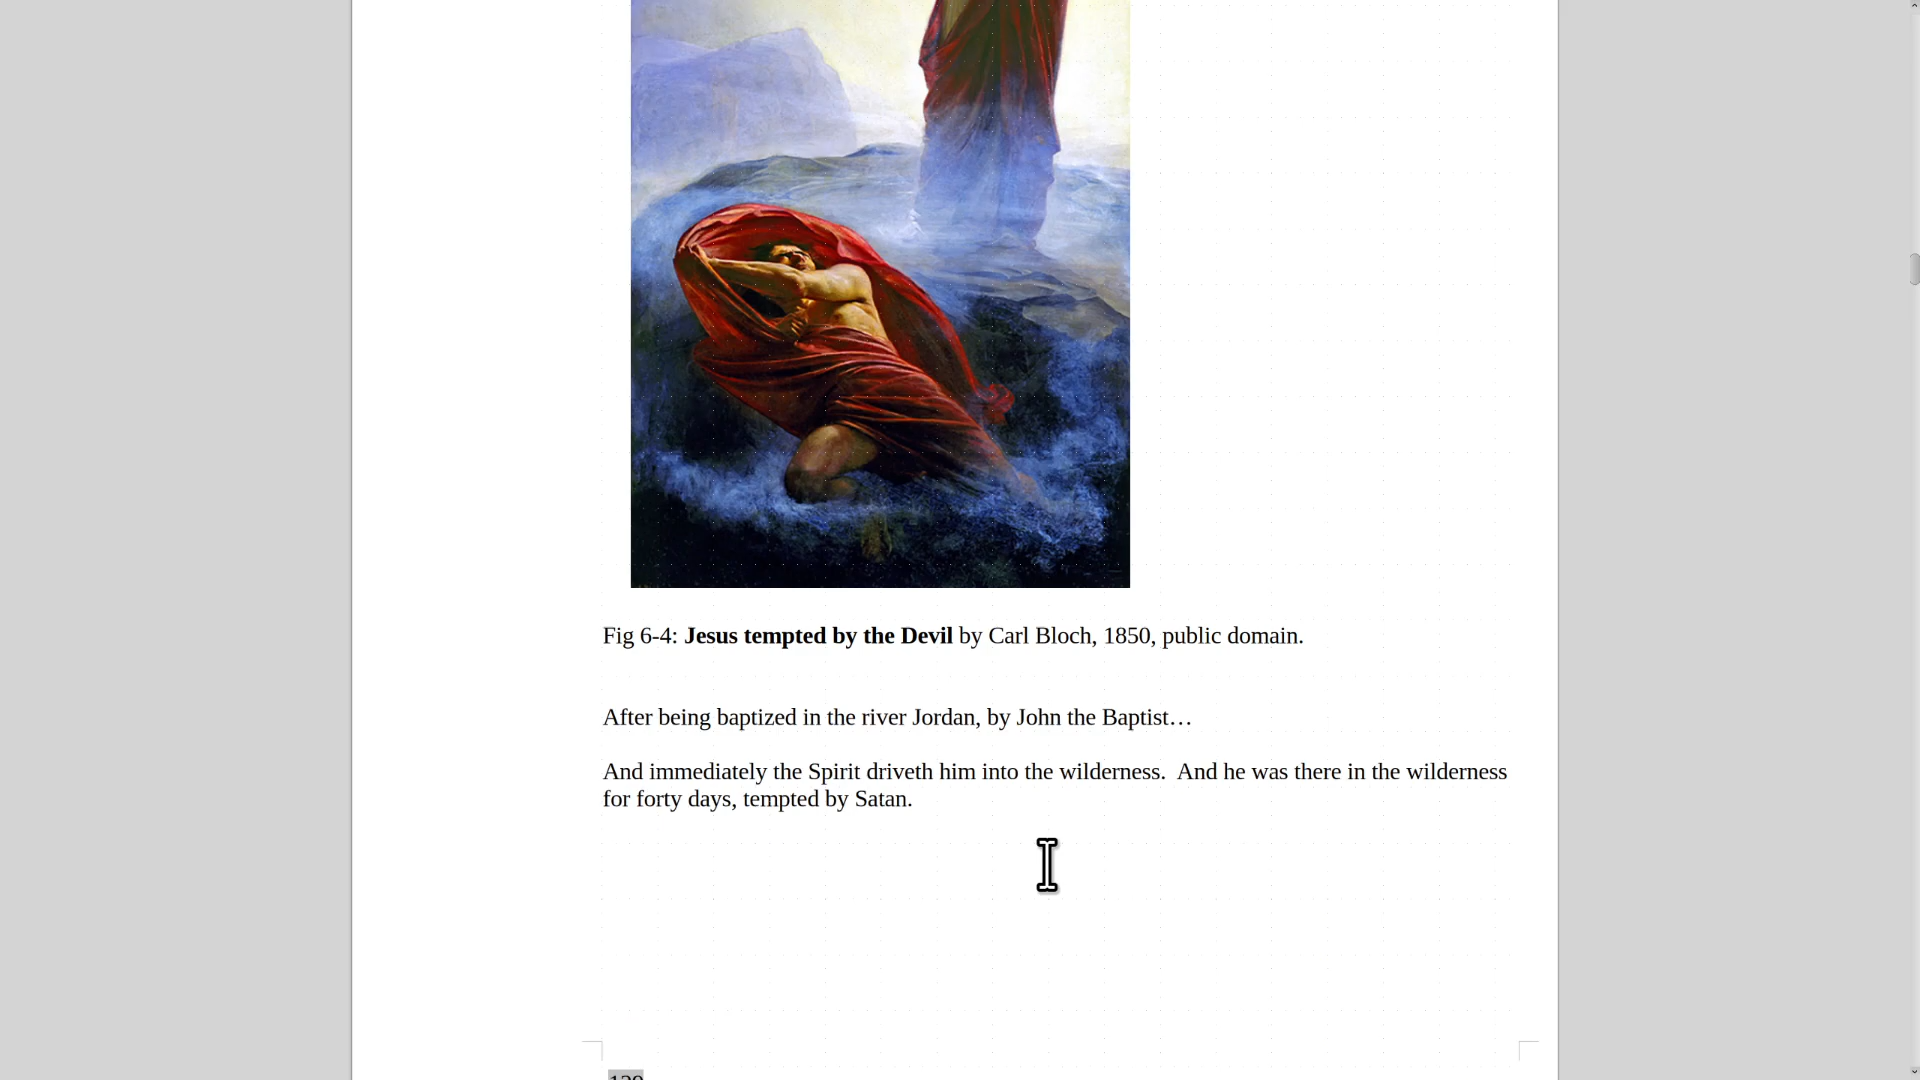 Fig 6-4: Jesus tempted by the Devil by Carl Bloch, 1850, public domain.
After being baptized in the river Jordan, by John the Baptist…
And immediately the Spirit driveth him into the wilderness.  And he was there in the wilderness
for forty days, tempted by Satan.